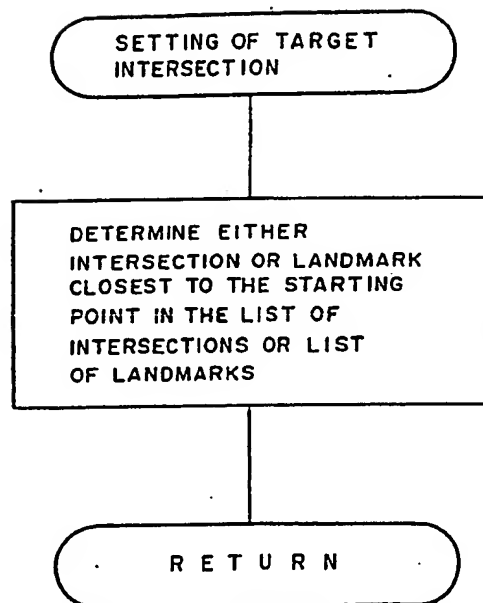 SETTING OF TARGET
INTERSECTION
DETERMINE EITHER
INTERSECTION OR LANDMARK
CLOSEST TO THE STARTING
POINT IN THE LIST OF
INTERSECTIONS OR LIST
OF LANDMARKS
RETURN